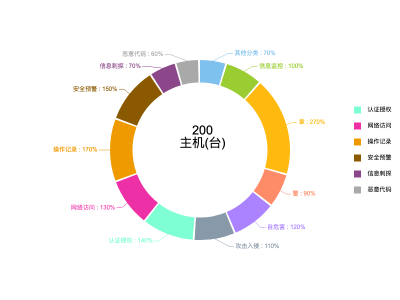 恶意代码 : 60%
其他分类 : 70%
信息刺探 : 70%
信息监控 : 100%
安全预警 : 150%
章 : 270%
200
主机(台)
操作记录 : 170%
警 : 90%
网络访问 : 130%
自危害 : 120%
认证授权 : 140%
攻击入侵 : 110%
认证授权
网络访问
操作记录
安全预警
信息刺探
恶意代码